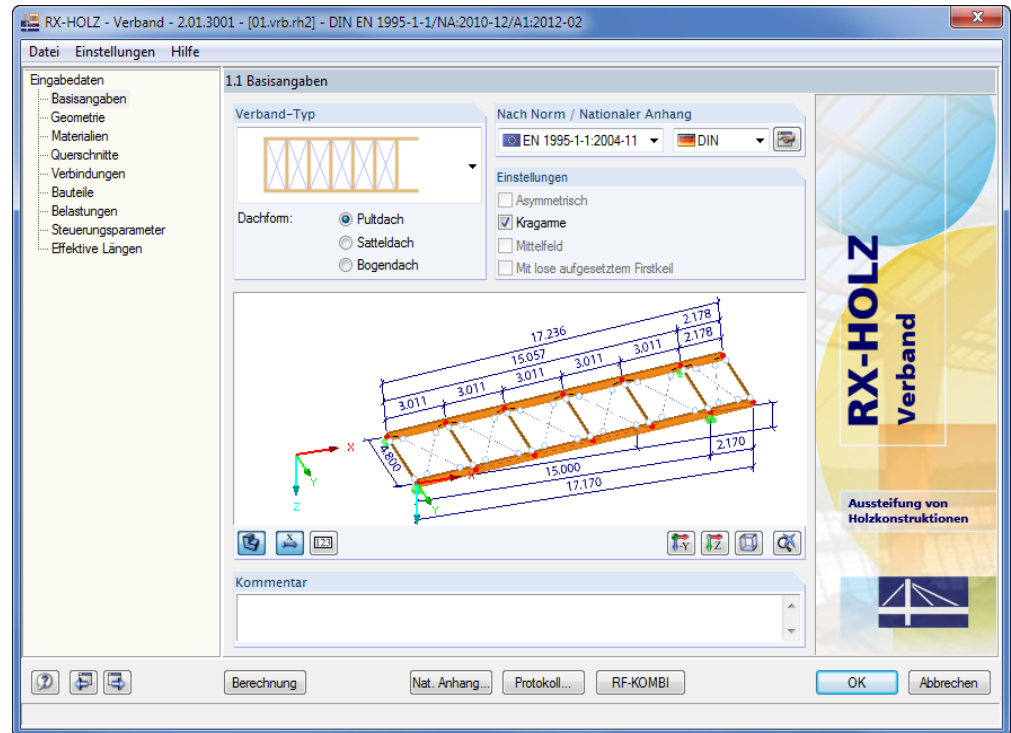 RX-HOLZ - Verband - 2.01.3001 - [01.vrb.rh2] - DIN EN 1995-1-1/NA:2010-12/A1:2012-02
Datei Einstellungen Hilfe
Eingabedaten
Basisangaben
Geometrie
Materialien
Querschnitte
Verbindungen
Bauteile
Belastungen
Steuerungsparameter
Effektive Längen
1.1 Basisangaben
Verband-Typ
Dachform:
Pultdach
Satteldach
Bogendach
Nach Norm / Nationaler Anhang
EN 1995-1-1:2004-11
DIN
Einstellungen
Asymmetrisch
Kragarme
Mittelfeld
Mit lose aufgesetztem Firstkeil
17.236
2.178
15.057
2.178
3.011
3.011
3.011
3.011
3.011
4.800
2.170
15.000
17.170
X
Y
Z
X
Y
X
123
-Y
Z
Kommentar
RX-HOLZ
Verband
Aussteifung von
Holzkonstruktionen
Berechnung
Nat. Anhang...
Protokoll...
RF-KOMBI
OK
Abbrechen